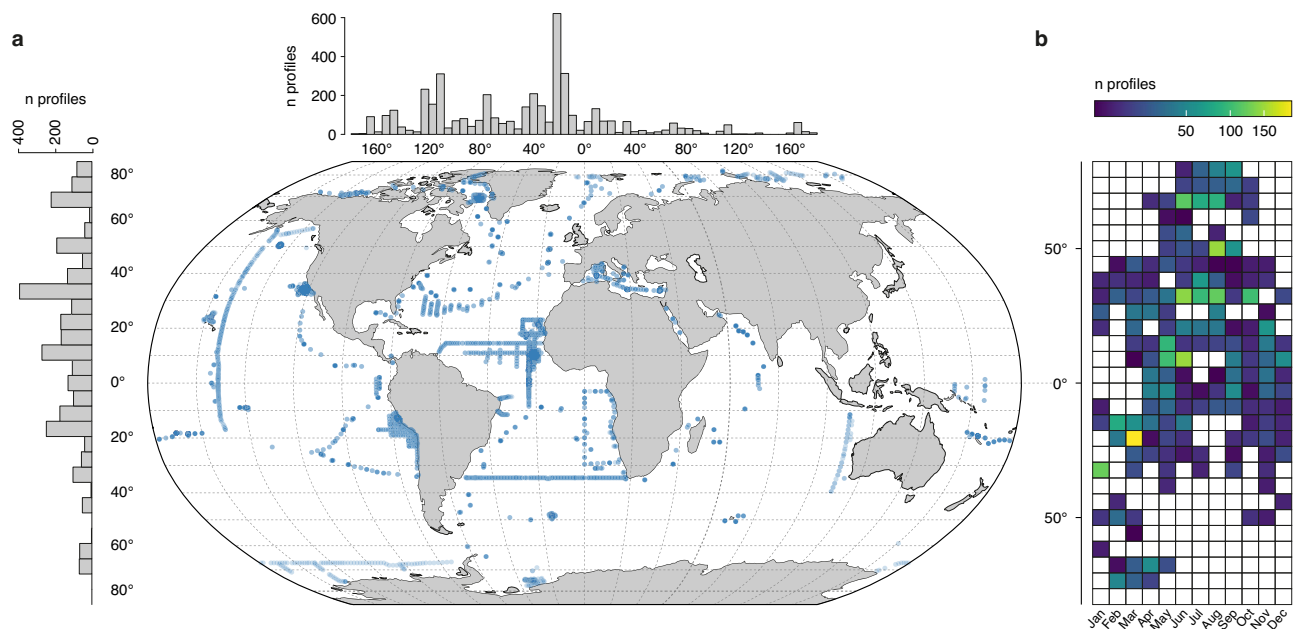 a
n profiles
400
200
0
n profiles
600
400
200
0
160° 120° 80° 40° 0° 40° 80° 120° 160°
80°
60°
40°
20°
0°
20°
40°
60°
80°
b
n profiles
50 100 150
50°
0°
50°
Jan Feb Mar Apr May Jun Jul Aug Sep Oct Nov Dec